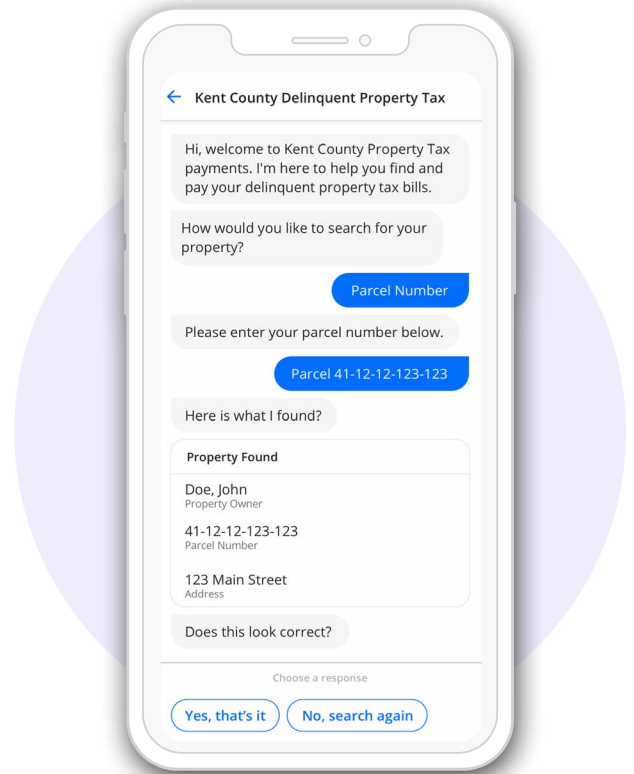 Kent County Delinquent Property Tax
Hi, welcome to Kent County Property Tax
payments. I'm here to help you find and
pay your delinquent property tax bills.
How would you like to search for your
property?
Parcel Number
Please enter your parcel number below.
Parcel 41-12-12-123-123
Here is what I found?
Property Found
Doe, John
Property Owner
41-12-12-123-123
Parcel Number
123 Main Street
Address
Does this look correct?
Choose a response
Yes, that's it
No, search again